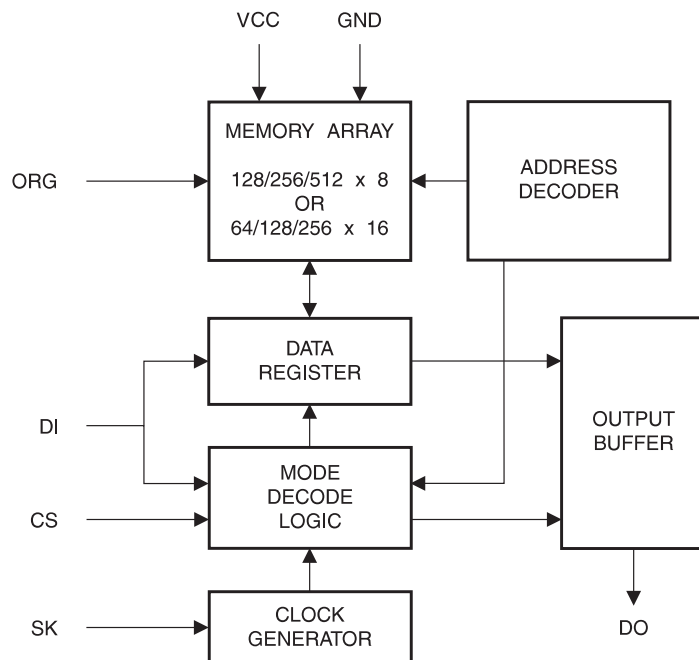 VCC
GND
MEMORY ARRAY
128/256/512 x 8
OR
64/128/256 x 16
ADDRESS
DECODER
ORG
DATA
REGISTER
OUTPUT
BUFFER
DI
MODE
DECODE
LOGIC
CS
CLOCK
GENERATOR
SK
DO